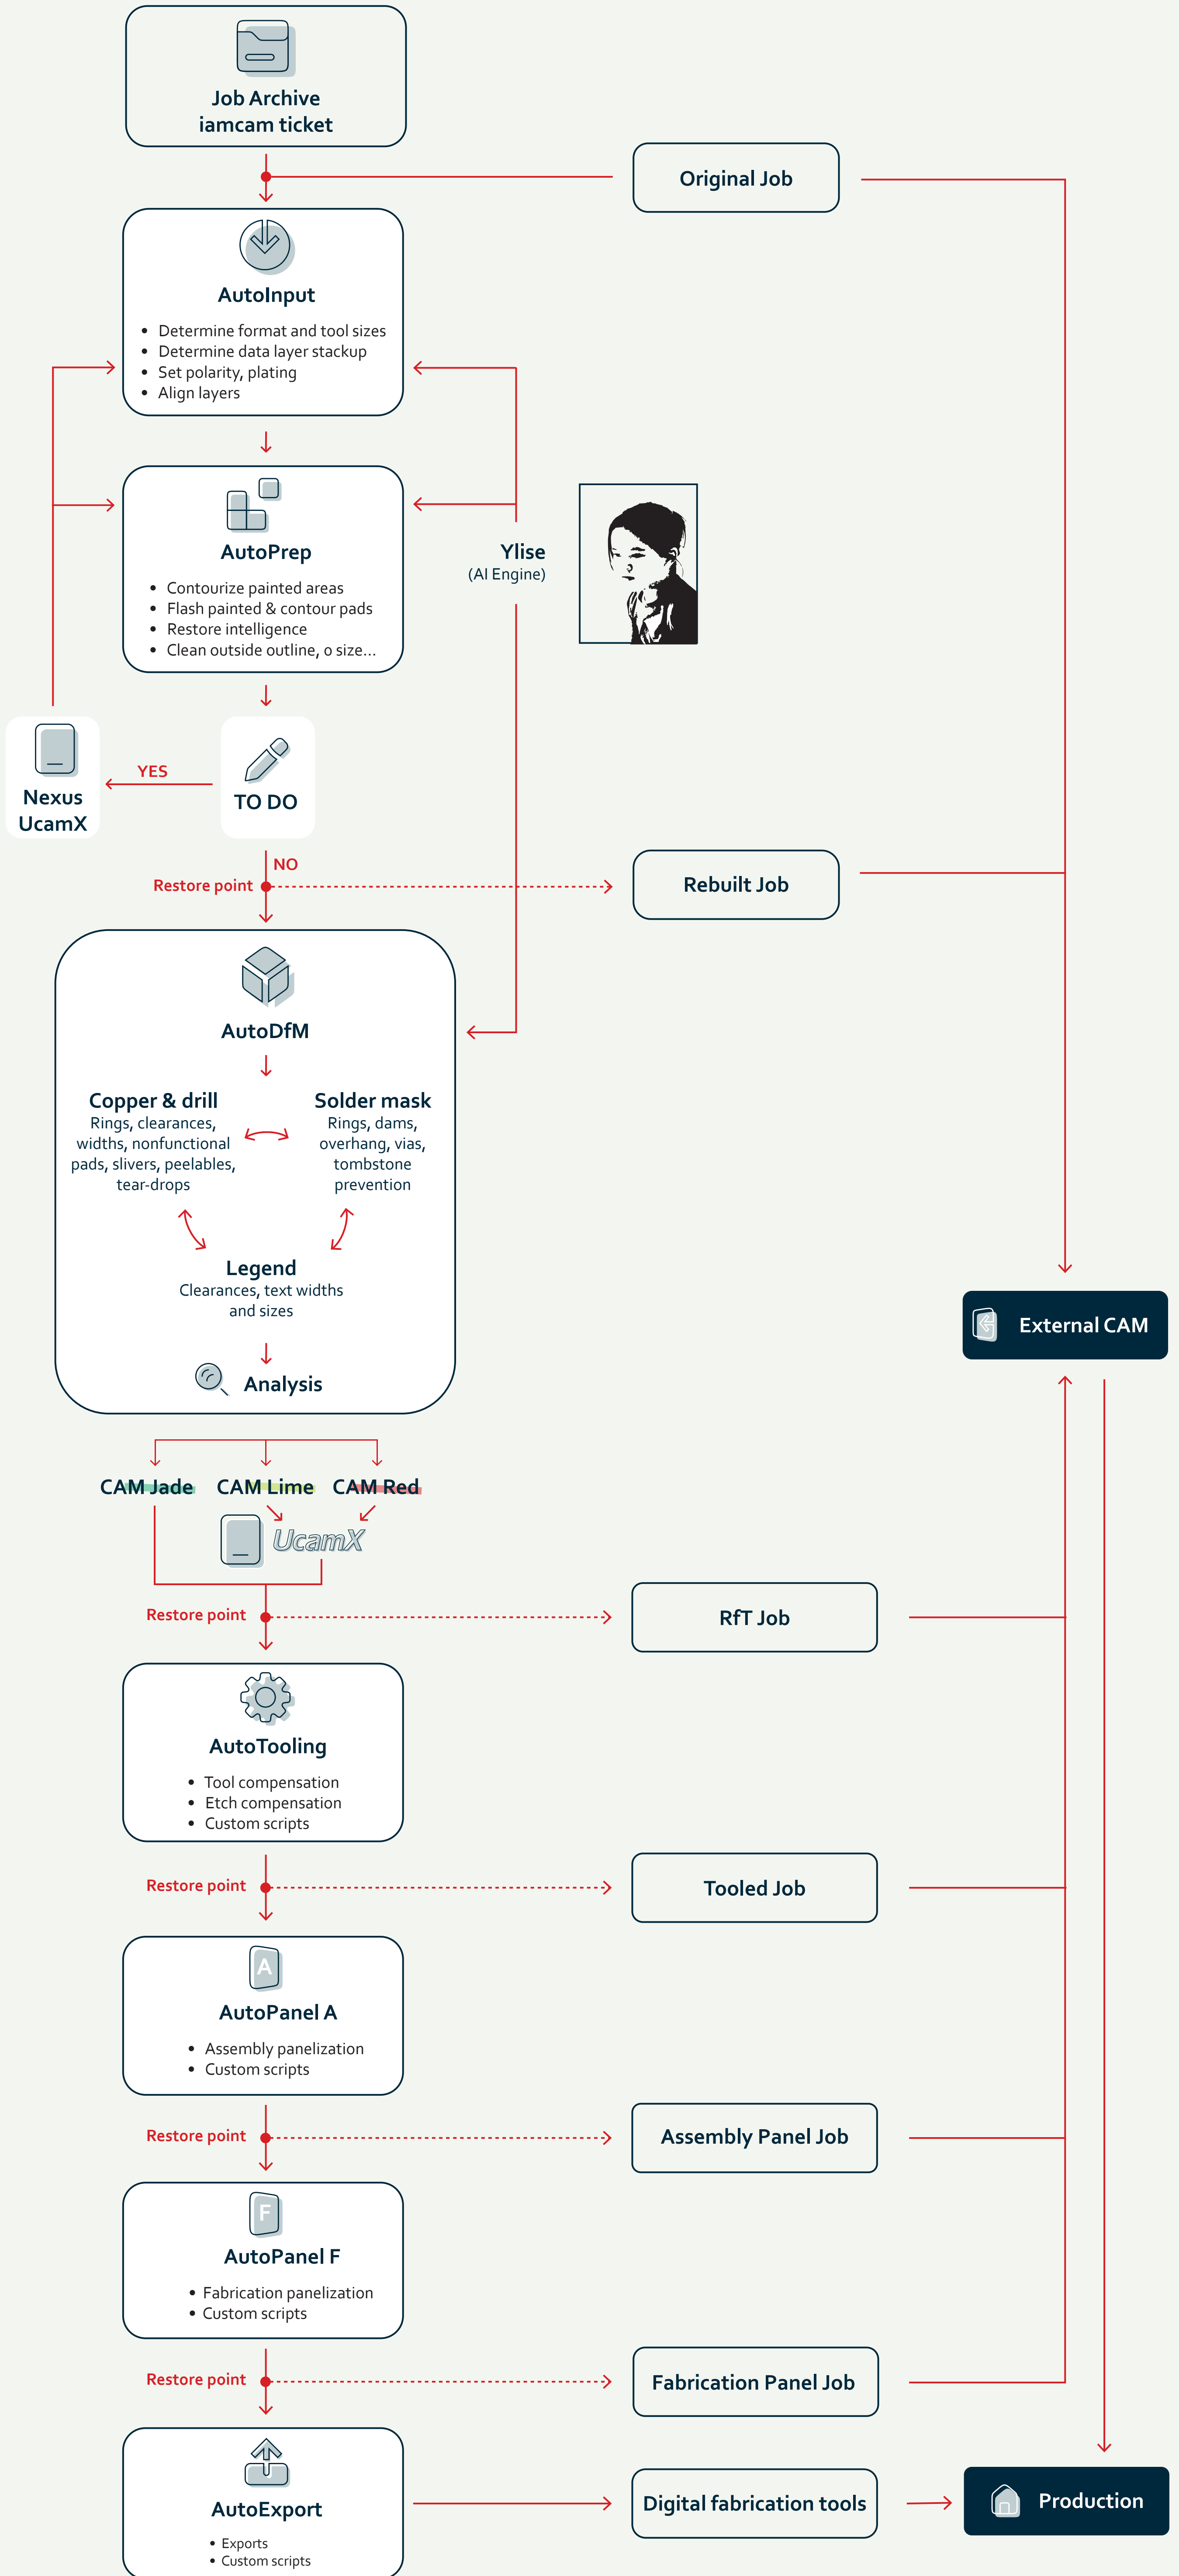 Job Archive
iamcam ticket
Original Job
AutoInput
• Determine format and tool sizes
• Determine data layer stackup
• Set polarity, plating
• Align layers
AutoPrep
• Contourize painted areas
• Flash painted & contour pads
• Restore intelligence
• Clean outside outline, o size...
Ylise
(AI Engine)
Nexus
UcamX
YES
TO DO
NO
Restore point
Rebuilt Job
AutoDfM
Copper & drill
Rings, clearances,
widths, nonfunctional
pads, slivers, peelables,
tear-drops
Solder mask
Rings, dams,
overhang, vias,
tombstone
prevention
Legend
Clearances, text widths
and sizes
Analysis
External CAM
CAM Jade
CAM Lime
CAM Red
UcamX
Restore point
RfT Job
AutoTooling
• Tool compensation
• Etch compensation
• Custom scripts
Restore point
Tooled Job
A
AutoPanel A
• Assembly panelization
• Custom scripts
Restore point
Assembly Panel Job
F
AutoPanel F
• Fabrication panelization
• Custom scripts
Restore point
Fabrication Panel Job
AutoExport
• Exports
• Custom scripts
Digital fabrication tools
Production